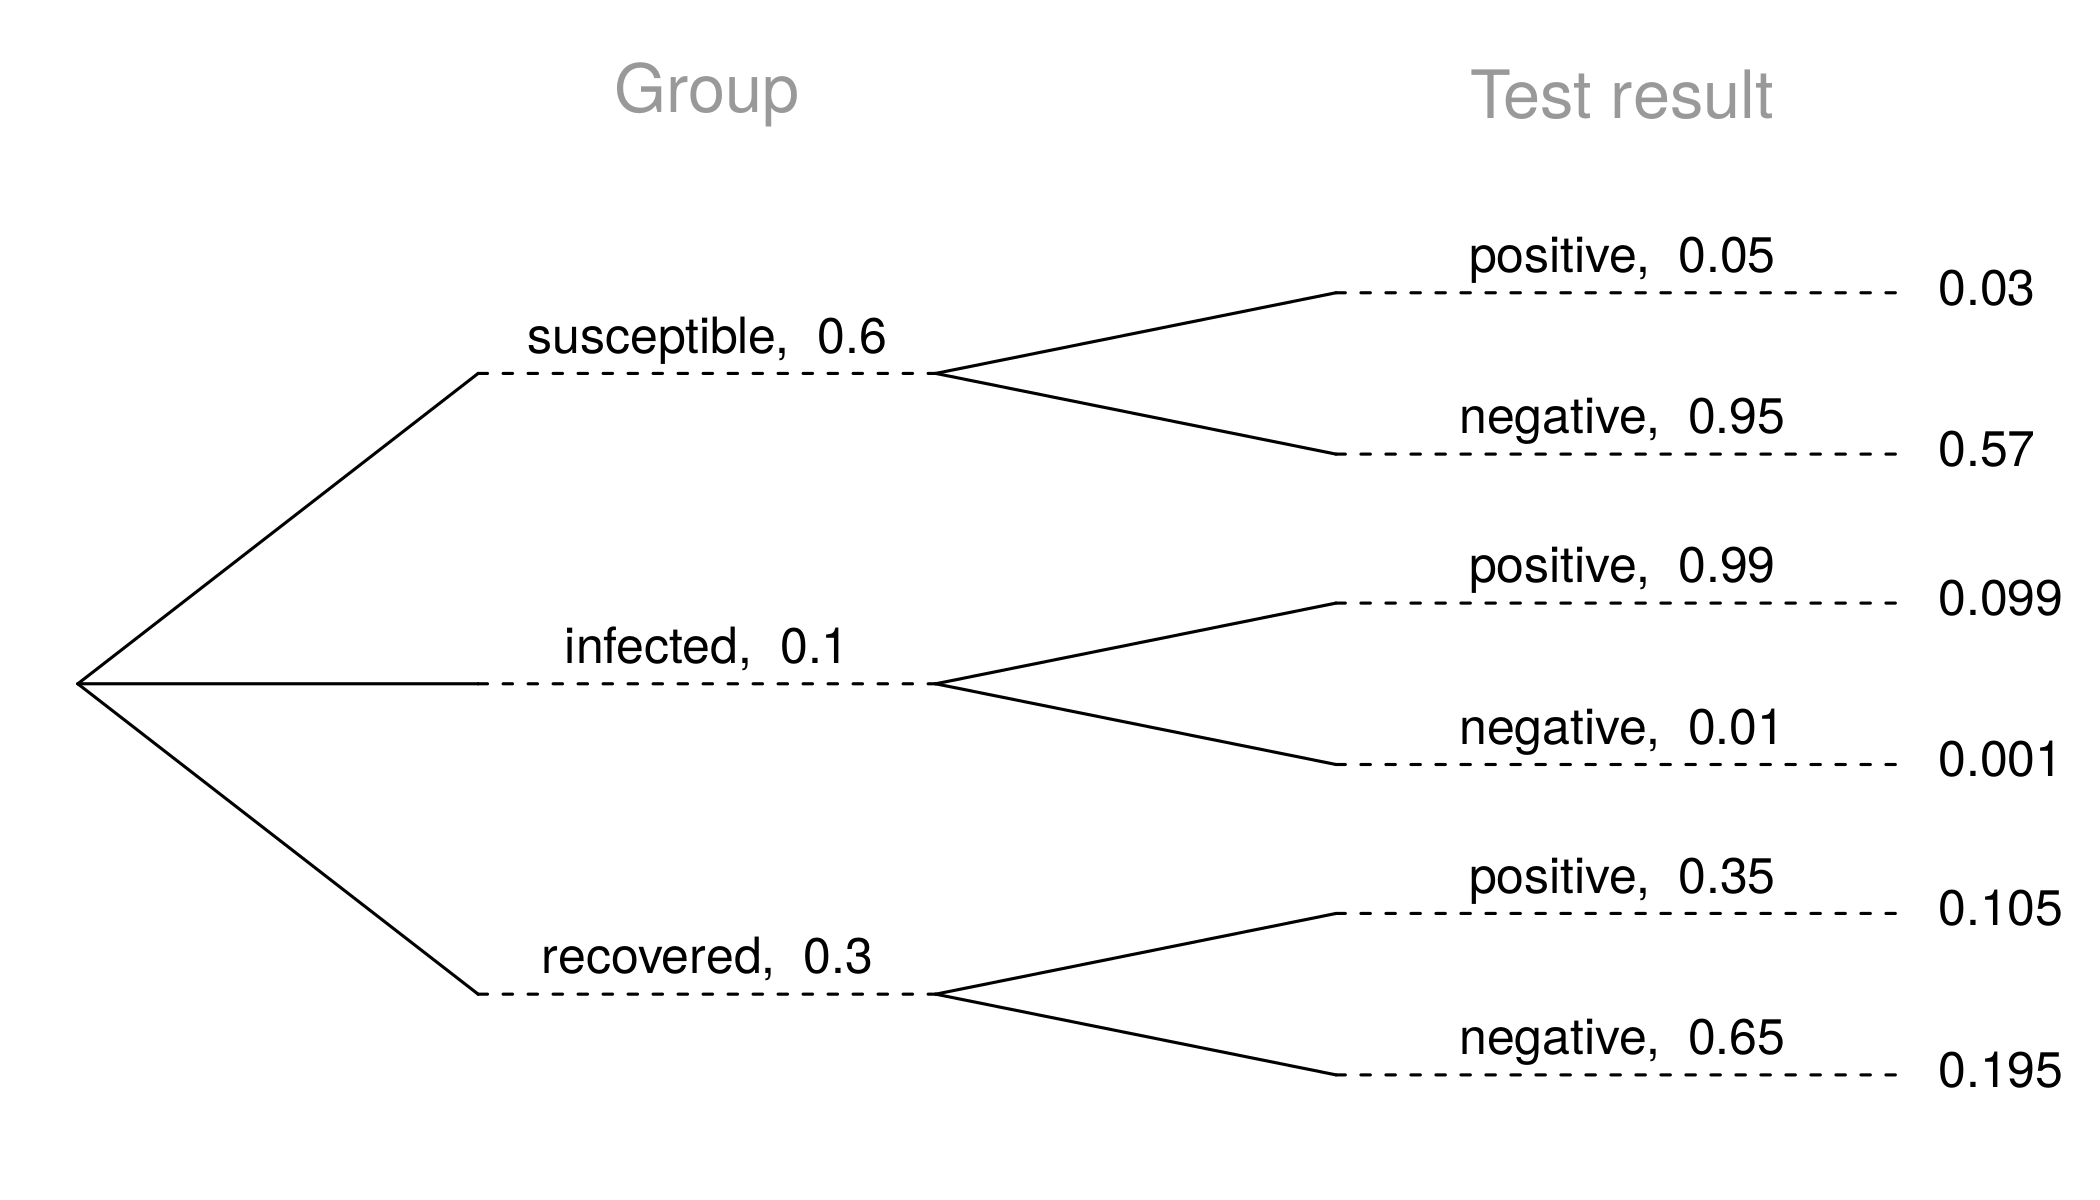 Group
Test result
susceptible, 0.6
positive, 0.05
0.03
negative, 0.95
0.57
infected, 0.1
positive, 0.99
0.099
negative, 0.01
0.001
recovered, 0.3
positive, 0.35
0.105
negative, 0.65
0.195